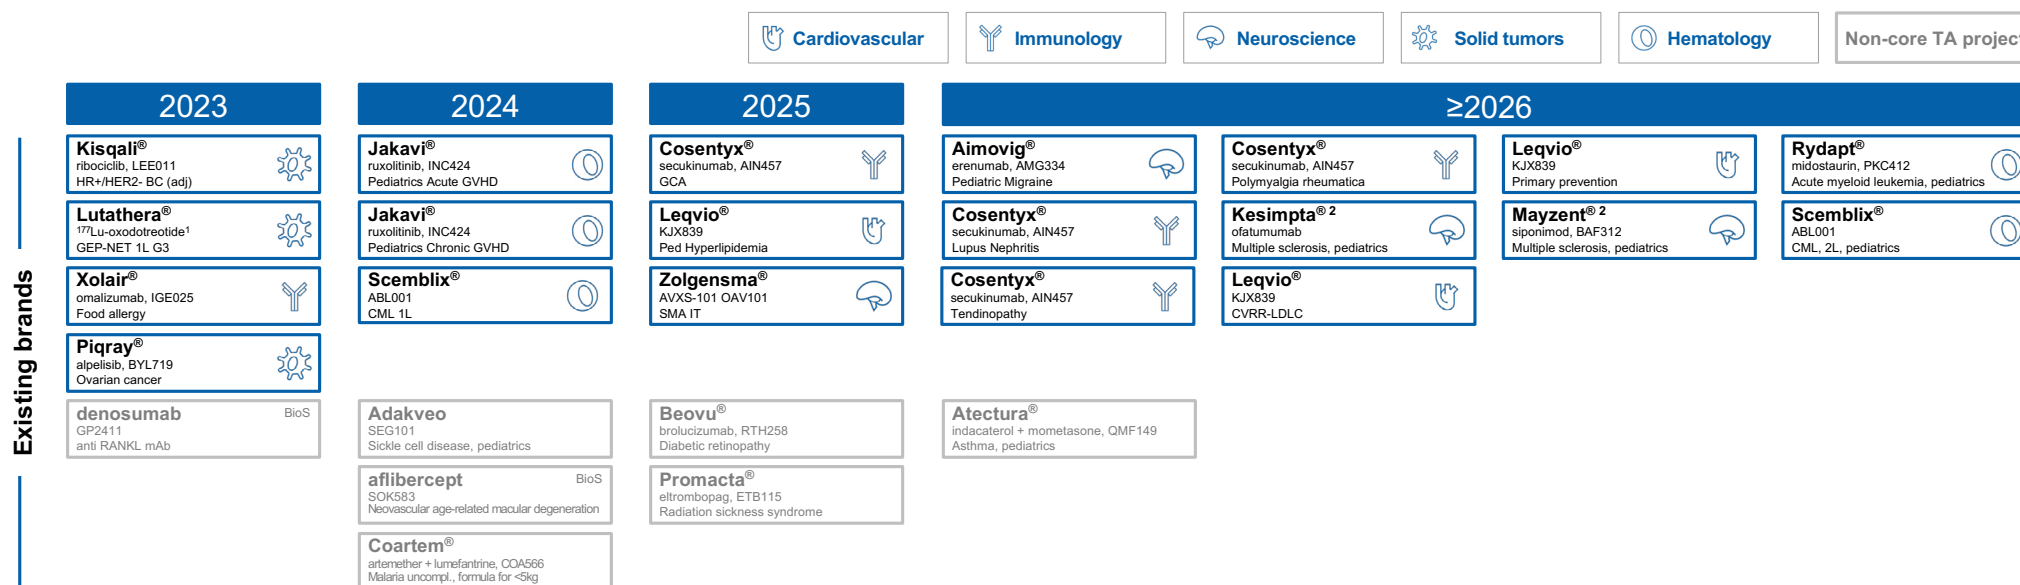 Cardiovascular
Immunology
Neuroscience
Solid tumors
Hematology
Non-core TA project
Existing brands
2023
Kisqali®
ribociclib, LEE011
HR+/HER2- BC (adj)
Lutathera®
¹⁷⁷Lu-oxodotreotide¹
GEP-NET 1L G3
Xolair®
omalizumab, IGE025
Food allergy
Piqray®
alpelisib, BYL719
Ovarian cancer
denosumab BioS
GP2411
anti RANKL mAb
2024
Jakavi®
ruxolitinib, INC424
Pediatrics Acute GVHD
Jakavi®
ruxolitinib, INC424
Pediatrics Chronic GVHD
Scemblix®
ABL001
CML 1L
Adakveo
SEG101
Sickle cell disease, pediatrics
aflibercept BioS
SOK583
Neovascular age-related macular degeneration
Coartem®
artemether + lumefantrine, COA566
Malaria uncompl., formula for <5kg
2025
Cosentyx®
secukinumab, AIN457
GCA
Leqvio®
KJX839
Ped Hyperlipidemia
Zolgensma®
AVXS-101 OAV101
SMA IT
Beovu®
brolucizumab, RTH258
Diabetic retinopathy
Promacta®
eltrombopag, ETB115
Radiation sickness syndrome
≥2026
Aimovig®
erenumab, AMG334
Pediatric Migraine
Cosentyx®
secukinumab, AIN457
Lupus Nephritis
Cosentyx®
secukinumab, AIN457
Tendinopathy
Atectura®
indacaterol + mometasone, QMF149
Asthma, pediatrics
Cosentyx®
secukinumab, AIN457
Polymyalgia rheumatica
Kesimpta® ²
ofatumumab
Multiple sclerosis, pediatrics
Leqvio®
KJX839
CVRR-LDLC
Leqvio®
KJX839
Primary prevention
Mayzent® ²
siponimod, BAF312
Multiple sclerosis, pediatrics
Rydapt®
midostaurin, PKC412
Acute myeloid leukemia, pediatrics
Scemblix®
ABL001
CML, 2L, pediatrics